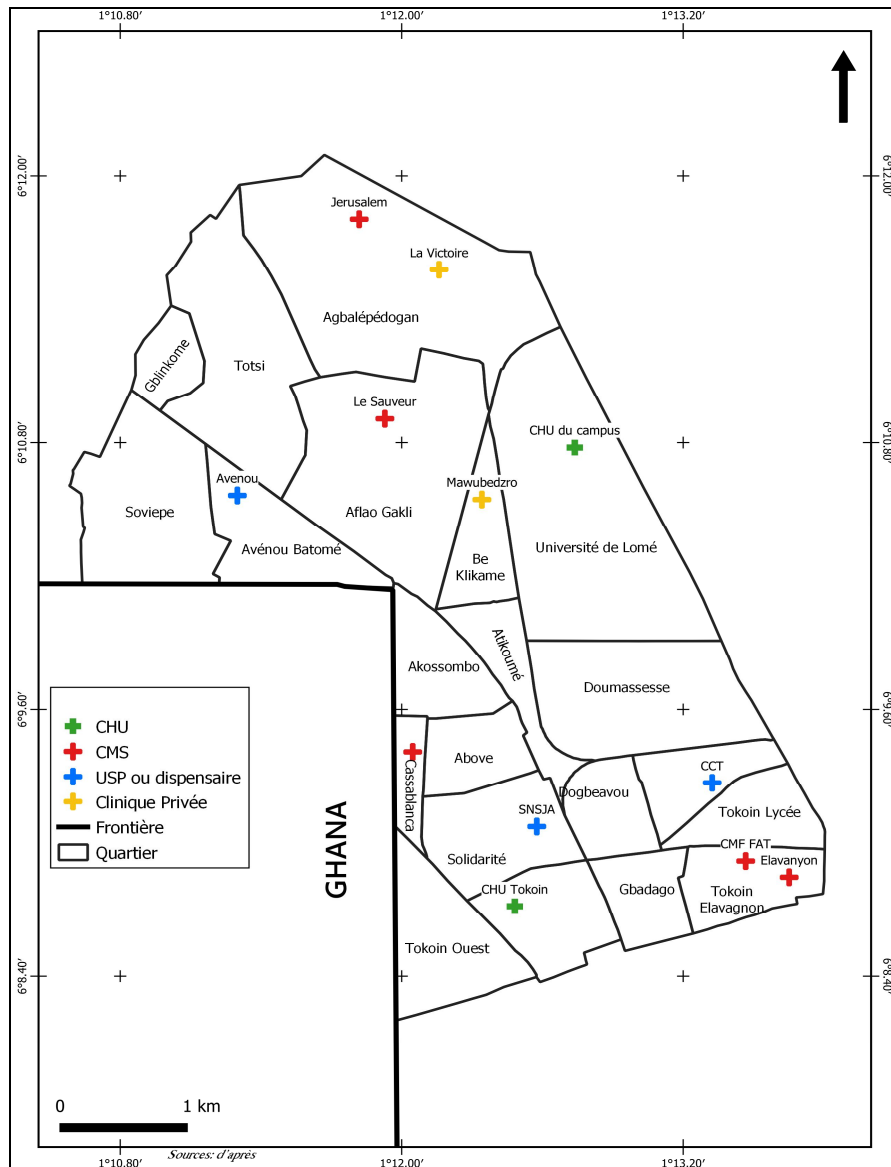 1°10.80′ 1°12.00′ 1°13.20′
6°12.00′ 6°12.00′
Jerusalem
La Victoire
Agbalépédogan
Gblinkome
Totsi
Le Sauveur
CHU du campus
6°10.80′ 6°10.80′
Avenou
Mawubedzro
Soviepe
Aflao Gakli
Avénou Batomé
Université de Lomé
Be
Klikame
Atikoumé
Akossombo
Doumassesse
6°9.60′ 6°9.60′
CHU
CMS
USP ou dispensaire
Clinique Privée
Frontière
Quartier
Above
Cassablanca
CCT
Dogbeavou
SNSJA
Tokoin Lycée
GHANA
CMF FAT
Solidarité
Elavanyon
CHU Tokoin
Gbadago
Tokoin
Elavagnon
Tokoin Ouest
6°8.40′ 6°8.40′
0 1 km
Sources: d'après
1°10.80′ 1°12.00′ 1°13.20′